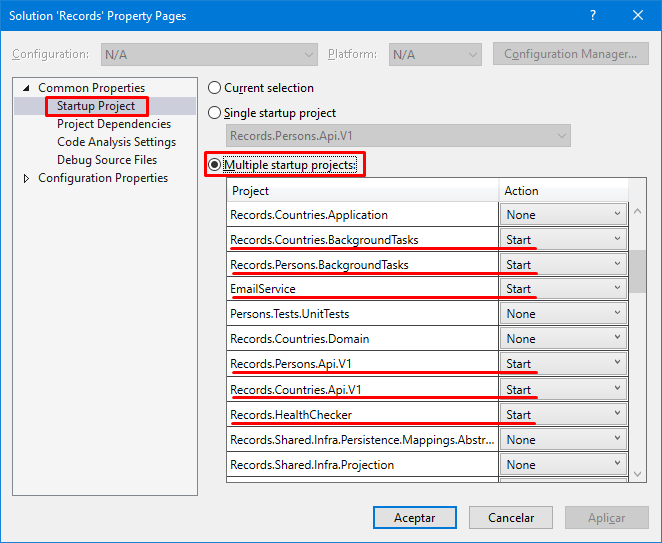 Solution 'Records' Property Pages
Configuration: N/A Platform: N/A Configuration Manager...
Common Properties
Startup Project
Project Dependencies
Code Analysis Settings
Debug Source Files
Configuration Properties
Current selection
Single startup project
Records.Persons.Api.V1
Multiple startup projects:
Project Action
Records.Countries.Application None
Records.Countries.BackgroundTasks Start
Records.Persons.BackgroundTasks Start
EmailService Start
Persons.Tests.UnitTests None
Records.Countries.Domain None
Records.Persons.Api.V1 Start
Records.Countries.Api.V1 Start
Records.HealthChecker Start
Records.Shared.Infra.Persistence.Mappings.Abstr... None
Records.Shared.Infra.Projection None
Aceptar Cancelar Aplicar